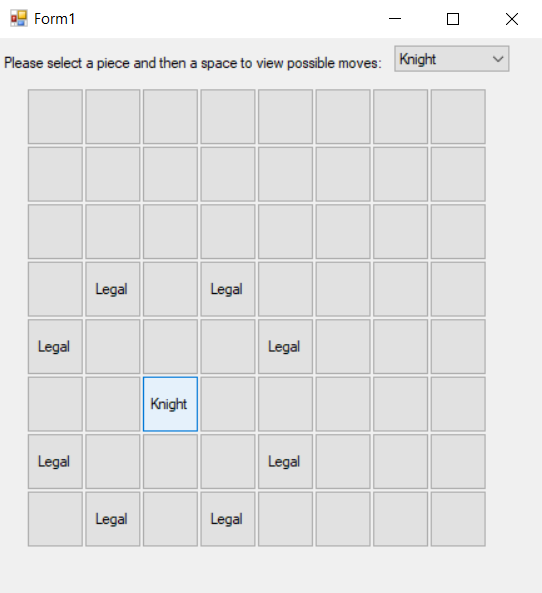 Form1
Please select a piece and then a space to view possible moves: Knight
Legal Legal
Legal Legal
Knight
Legal Legal
Legal Legal